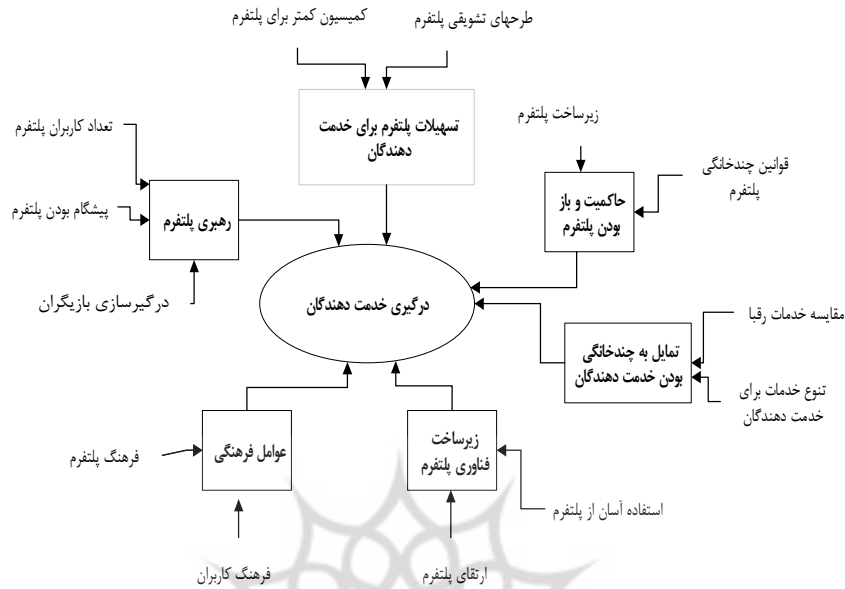 طرحهای تشویقی پلتفرم
کمیسیون کمتر برای پلتفرم
تسهیلات پلتفرم برای خدمت
دهندگان
زیرساخت پلتفرم
قوانین چندخانگی
پلتفرم
حاکمیت و باز
بودن پلتفرم
تعداد کاربران پلتفرم
پیشگام بودن پلتفرم
رهبری پلتفرم
درگیرسازی بازیگران
درگیری خدمت دهندگان
مقایسه خدمات رقبا
تمایل به چندخانگی
بودن خدمت دهندگان
تنوع خدمات برای
خدمت دهندگان
زیرساخت
فناوری پلتفرم
عوامل فرهنگی
فرهنگ پلتفرم
استفاده آسان از پلتفرم
ارتقای پلتفرم
فرهنگ کاربران